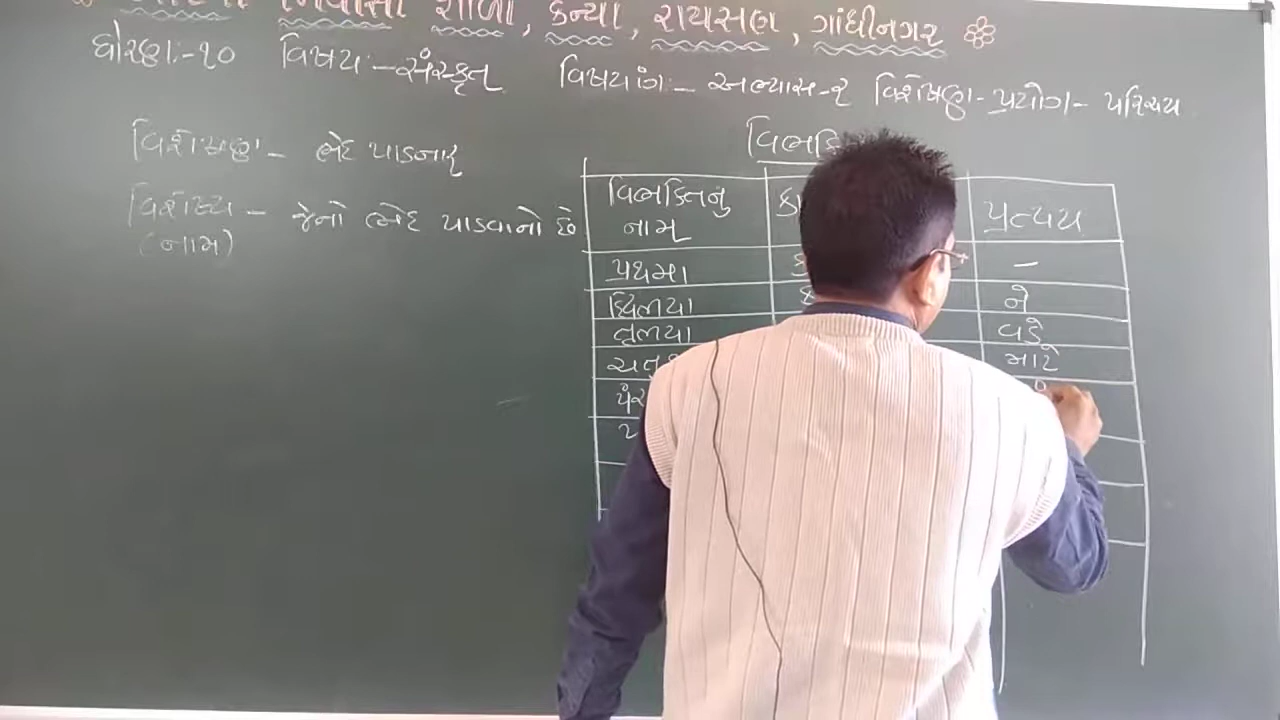 નિવાસી શાળા, કન્યા, રાયસણ, ગાંધીનગર
ધોરણ:-૧૦ વિષય:-સંસ્કૃત વિષયાંગ:- અભ્યાસ-૨ વિશેષણ-પ્રયોગ- પરિચય
વિશેષણ- ભેદ પાડનાર
વિશેષ્ય - જેનો ભેદ પાડવાનો છે
(નામ)
વિભક્તિનું નામ પ્રત્યય
પ્રથમા -
દ્વિતીયા ને
તૃતીયા વડે
માટે